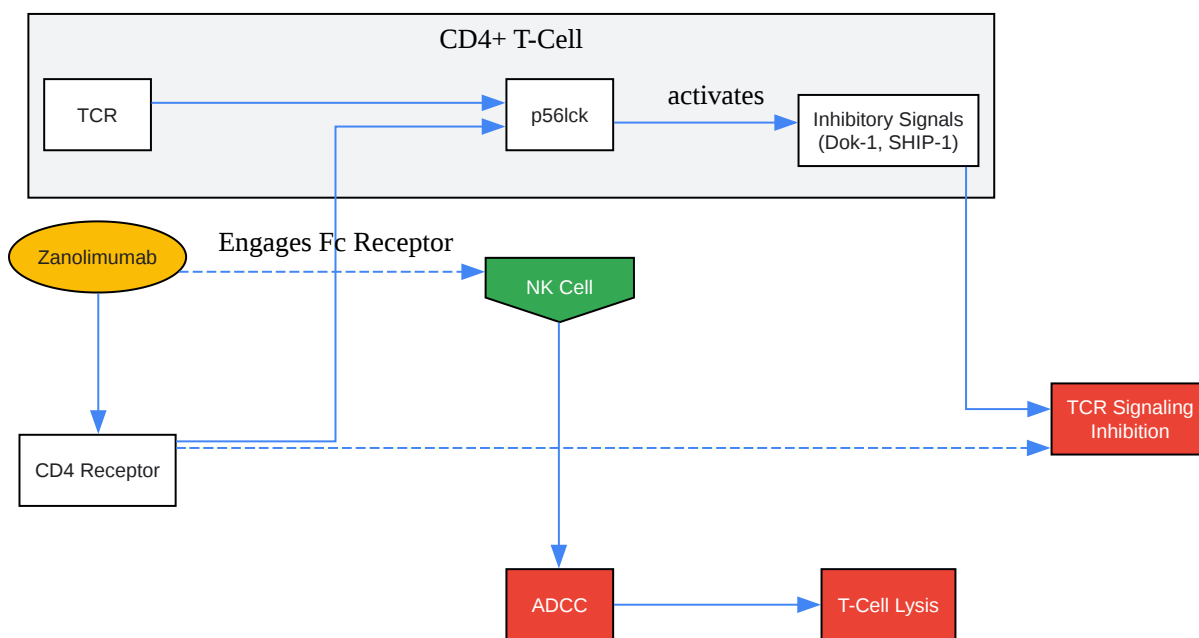 CD4+ T-Cell
TCR
p56lck
activates
Inhibitory Signals
(Dok-1, SHIP-1)
Zanolimumab
Engages Fc Receptor
NK Cell
TCR Signaling
Inhibition
CD4 Receptor
ADCC
T-Cell Lysis